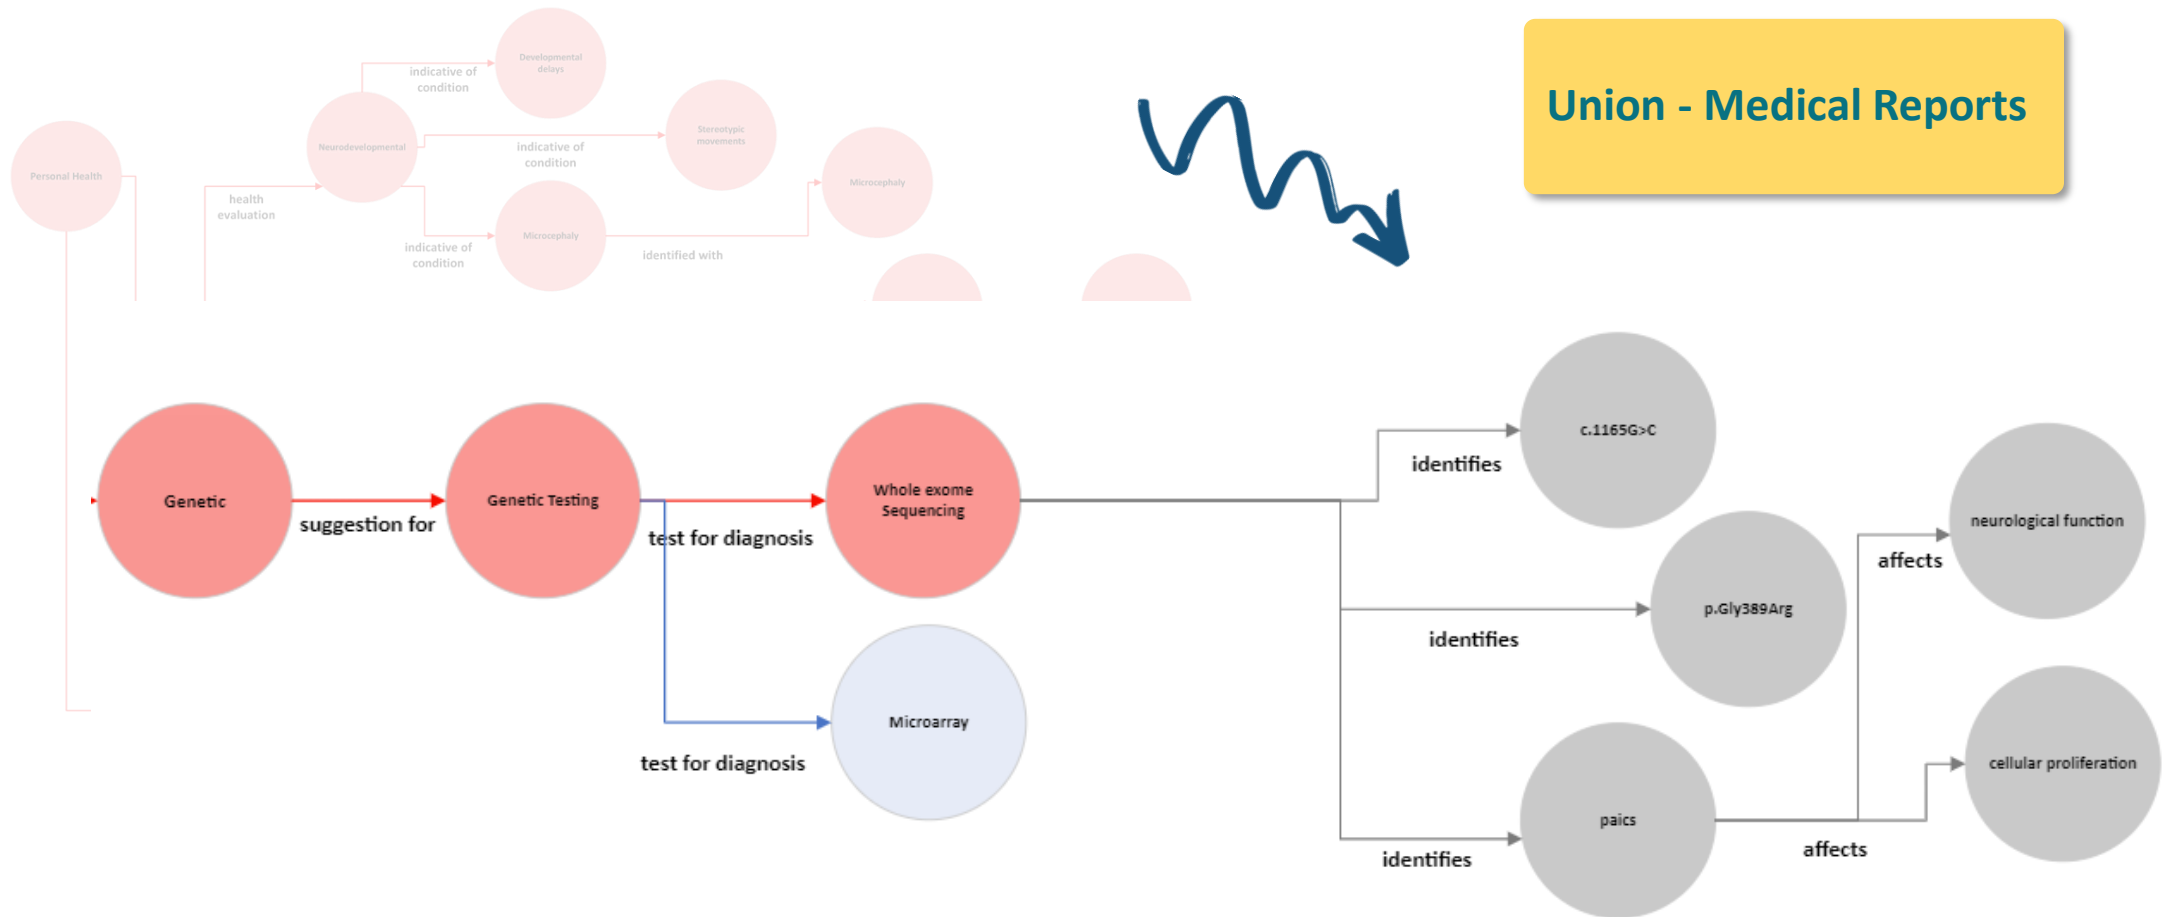 Union - Medical Reports
Developmental
delays
indicative of
condition
Stereotypic
movements
Neurodevelopmental
indicative of
condition
Personal Health
Microcephaly
health
evaluation
Microcephaly
indicative of
condition
identified with
c.1165G>C
identifies
Genetic
suggestion for
Genetic Testing
test for diagnosis
Whole exome
Sequencing
neurological function
affects
p.Gly389Arg
identifies
Microarray
test for diagnosis
cellular proliferation
paics
affects
identifies